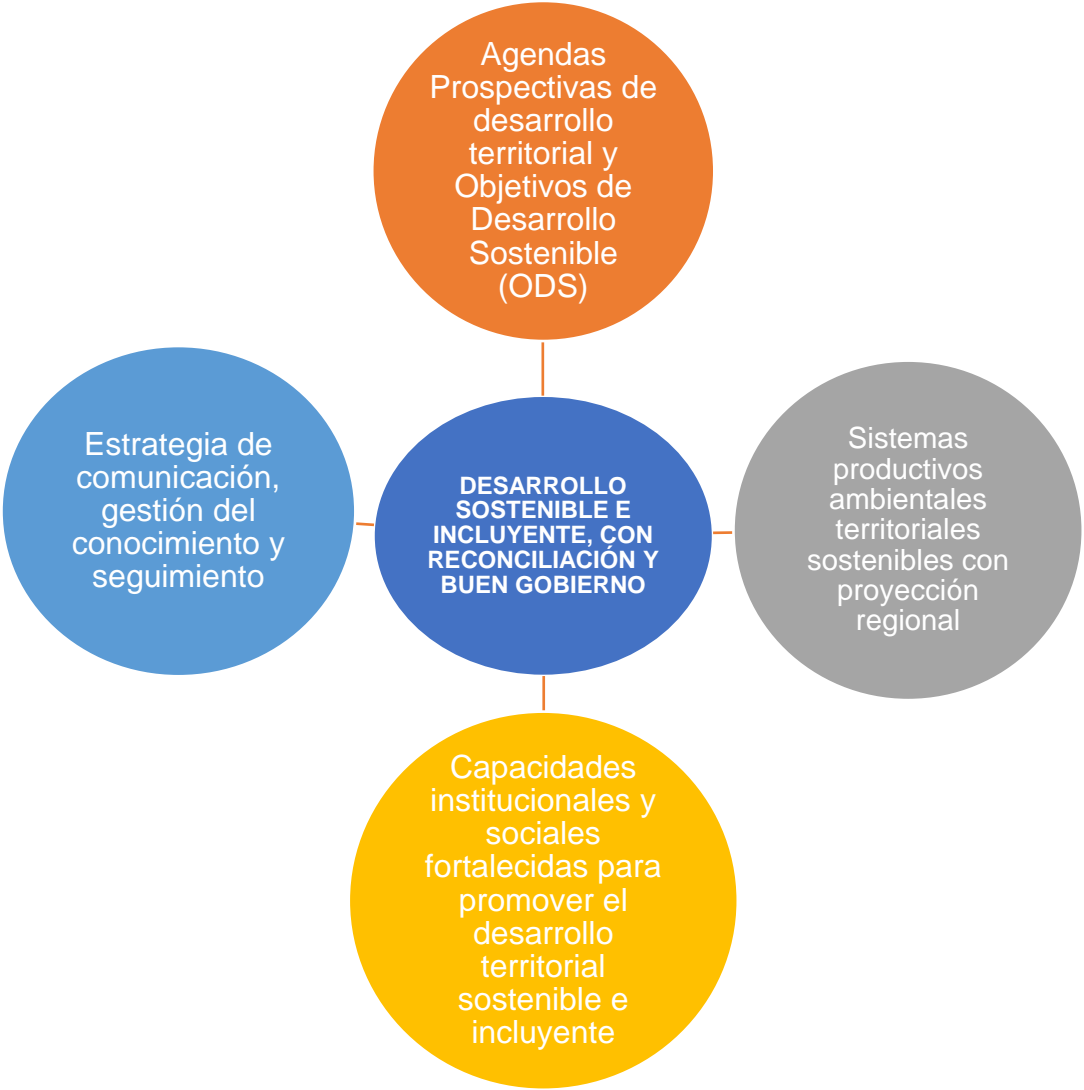 Agendas
Prospectivas de
desarrollo
territorial y
Objetivos de
Desarrollo
Sostenible
(ODS)
Estrategia de
comunicación,
gestión del
conocimiento y
seguimiento
DESARROLLO
SOSTENIBLE E
INCLUYENTE, CON
RECONCILIACIÓN Y
BUEN GOBIERNO
Sistemas
productivos
ambientales
territoriales
sostenibles con
proyección
regional
Capacidades
institucionales y
sociales
fortalecidas para
promover el
desarrollo
territorial
sostenible e
incluyente